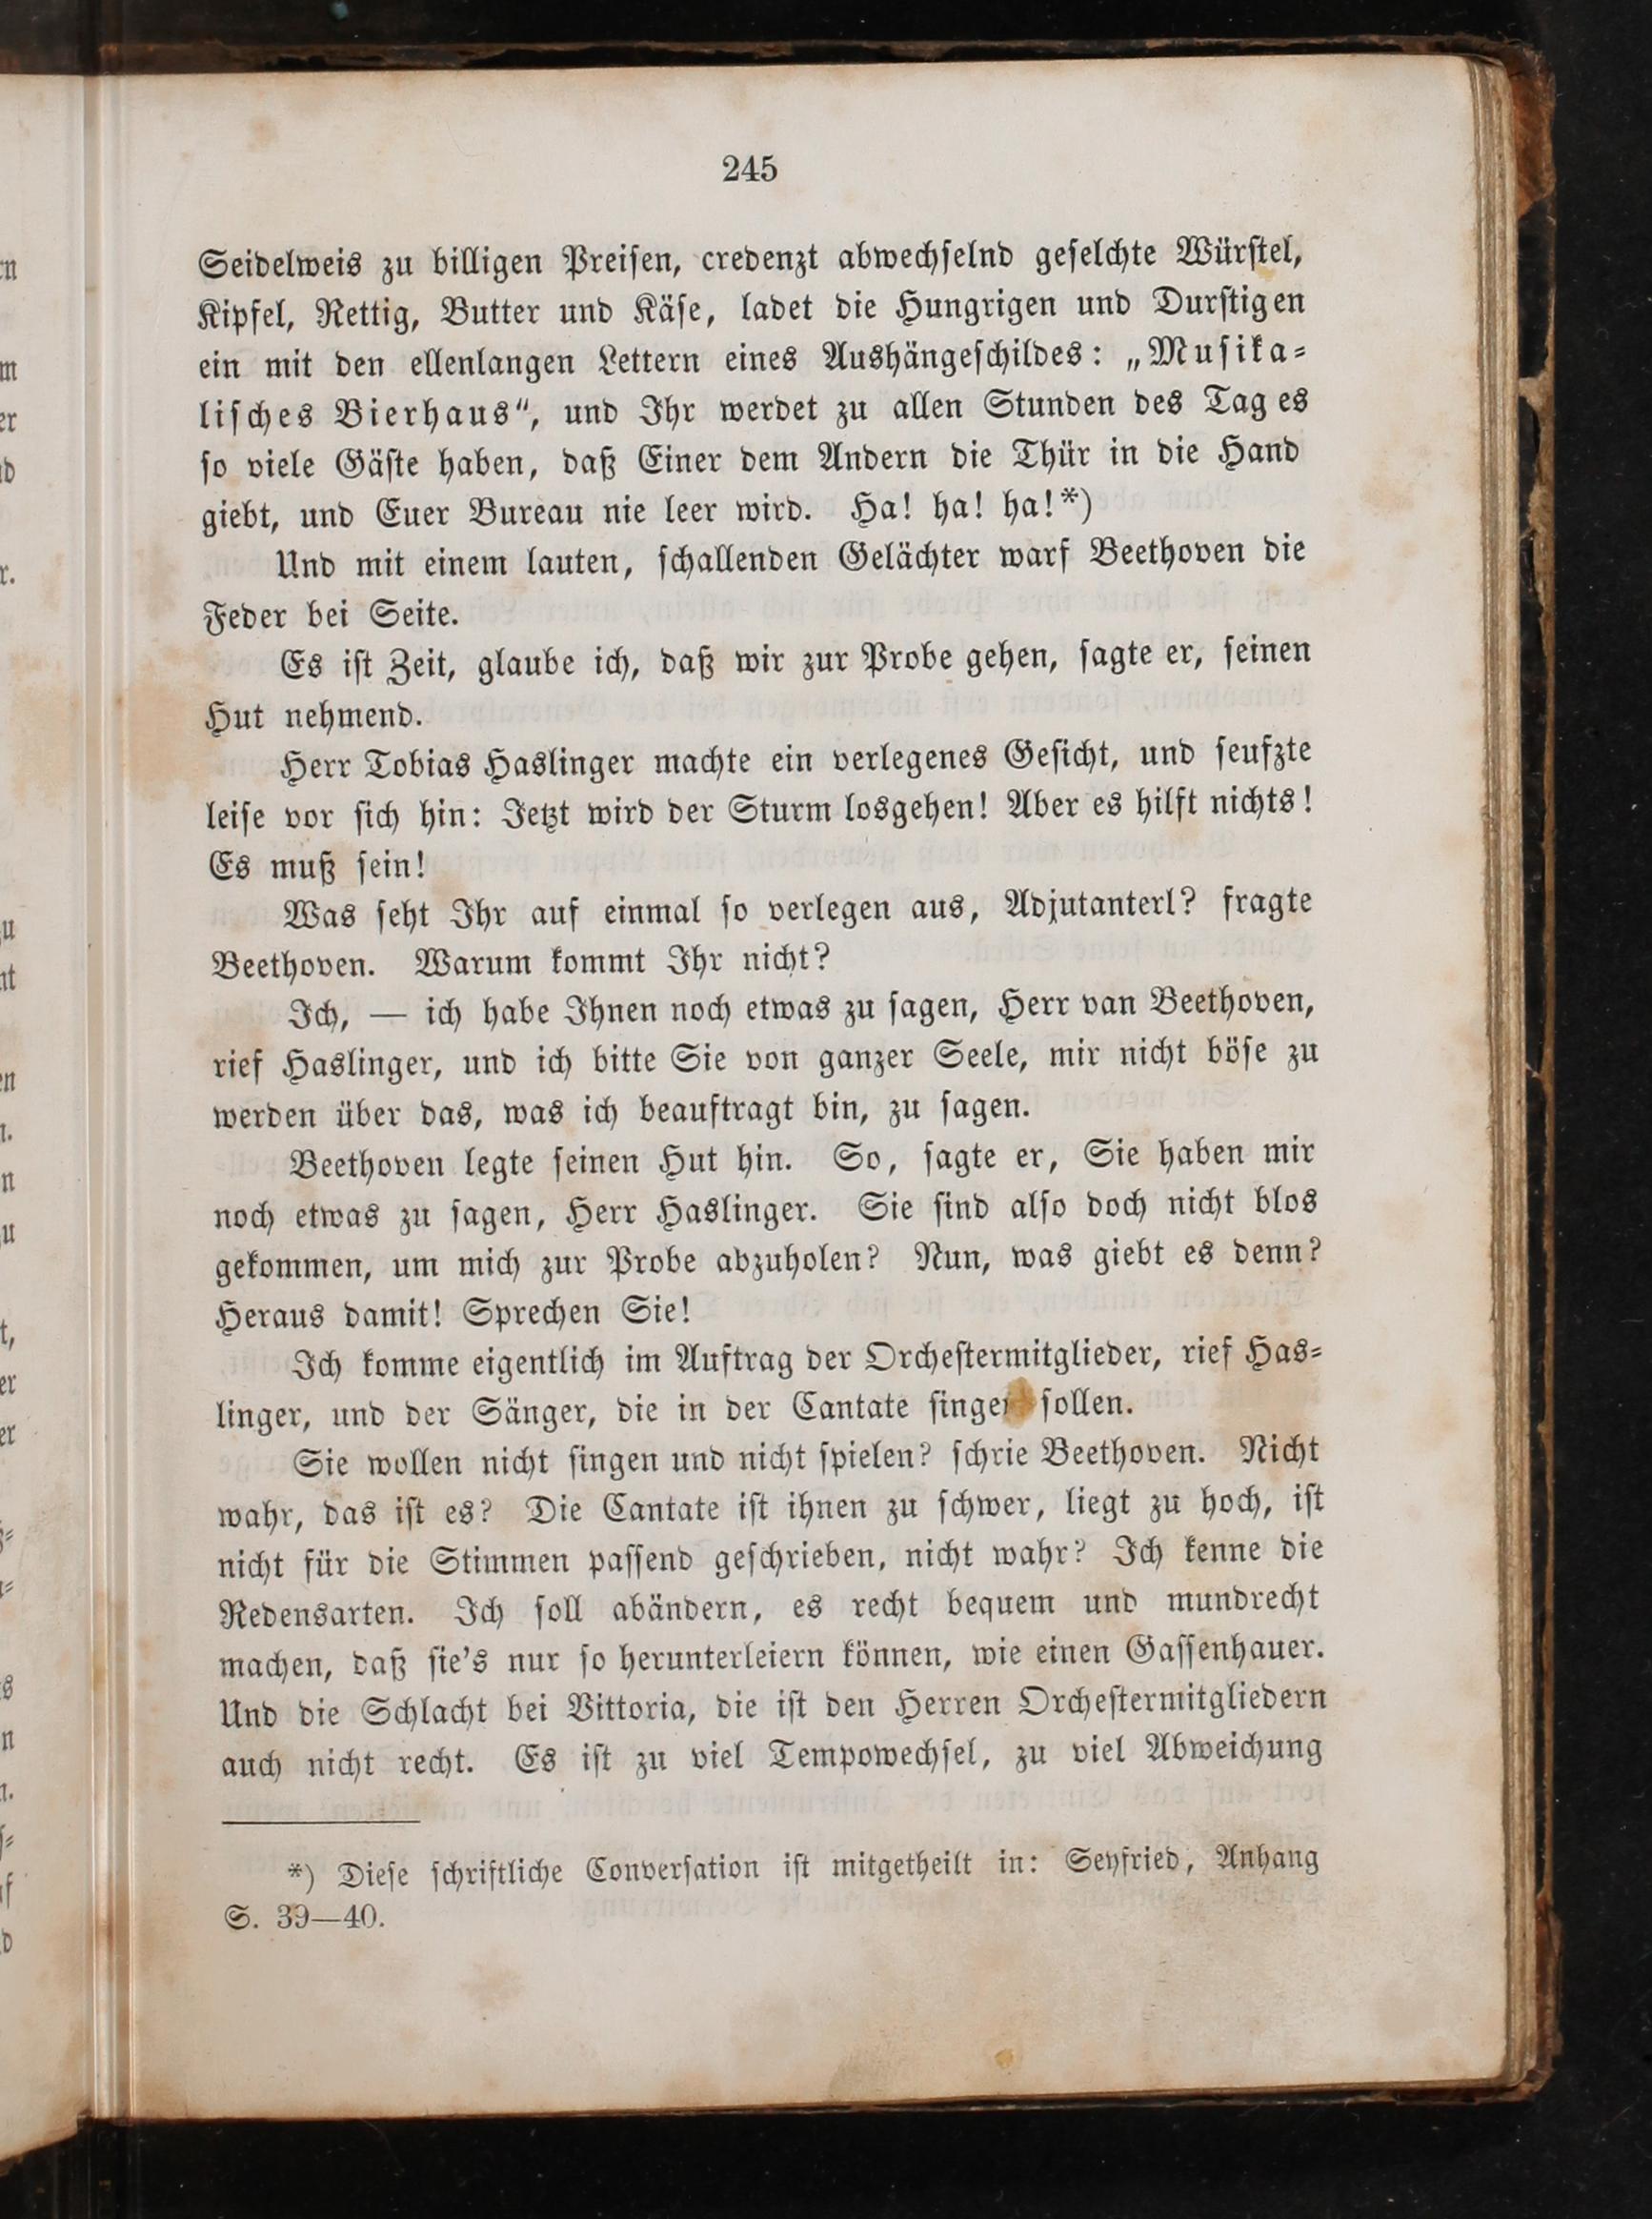 245
Seidelweis zu billigen Preisen, credenzt abwechselnd geselchte Würstel,
Kipfel, Rettig, Butter und Käse, ladet die Hungrigen und Durstigen
ein mit den ellenlangen Lettern eines Aushängeschildes: „Musika-
lisches Bierhaus“, und Ihr werdet zu allen Stunden des Tages
so viele Gäste haben, daß Einer dem Andern die Thür in die Hand
giebt, und Euer Bureau nie leer wird. Ha! ha! ha!*)
Und mit einem lauten, schallenden Gelächter warf Beethoven die
Feder bei Seite.
Es ist Zeit, glaube ich, daß wir zur Probe gehen, sagte er, seinen
Hut nehmend.
Herr Tobias Haslinger machte ein verlegenes Gesicht, und seufzte
leise vor sich hin: Jetzt wird der Sturm losgehen! Aber es hilft nichts!
Es muß sein!
Was seht Ihr auf einmal so verlegen aus, Adjutanterl? fragte
Beethoven. Warum kommt Ihr nicht?
Ich, — ich habe Ihnen noch etwas zu sagen, Herr van Beethoven,
rief Haslinger, und ich bitte Sie von ganzer Seele, mir nicht böse zu
werden über das, was ich beauftragt bin, zu sagen.
Beethoven legte seinen Hut hin. So, sagte er, Sie haben mir
noch etwas zu sagen, Herr Haslinger. Sie sind also doch nicht blos
gekommen, um mich zur Probe abzuholen? Nun, was giebt es denn?
Heraus damit! Sprechen Sie!
Ich komme eigentlich im Auftrag der Orchestermitglieder, rief Has-
linger, und der Sänger, die in der Cantate singen sollen.
Sie wollen nicht singen und nicht spielen? schrie Beethoven. Nicht
wahr, das ist es? Die Cantate ist ihnen zu schwer, liegt zu hoch, ist
nicht für die Stimmen passend geschrieben, nicht wahr? Ich kenne die
Redensarten. Ich soll abändern, es recht bequem und mundrecht
machen, daß sie's nur so herunterleiern können, wie einen Gassenhauer.
Und die Schlacht bei Vittoria, die ist den Herren Orchestermitgliedern
auch nicht recht. Es ist zu viel Tempowechsel, zu viel Abweichung
*) Diese schriftliche Conversation ist mitgetheilt in: Seyfried, Anhang
S. 39—40.